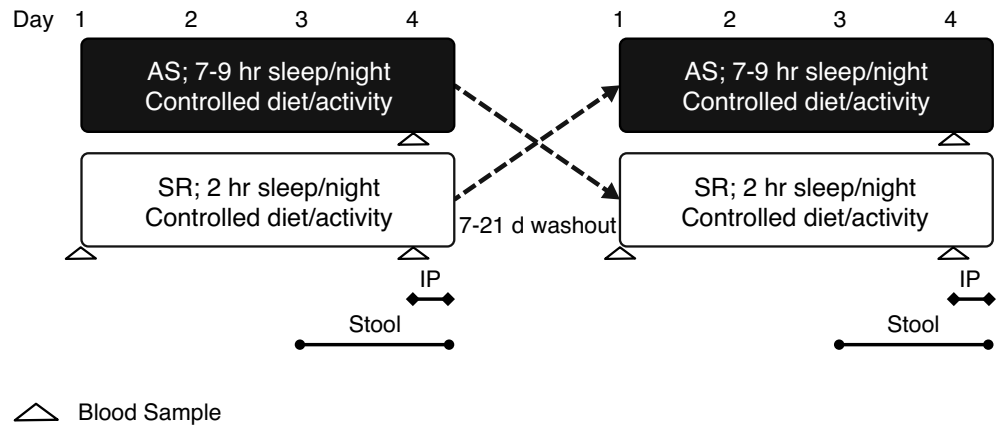 Day 1 2 3 4 1 2 3 4
AS; 7-9 hr sleep/night
Controlled diet/activity
AS; 7-9 hr sleep/night
Controlled diet/activity
SR; 2 hr sleep/night
Controlled diet/activity
7-21 d washout
SR; 2 hr sleep/night
Controlled diet/activity
IP
Stool
IP
Stool
Blood Sample